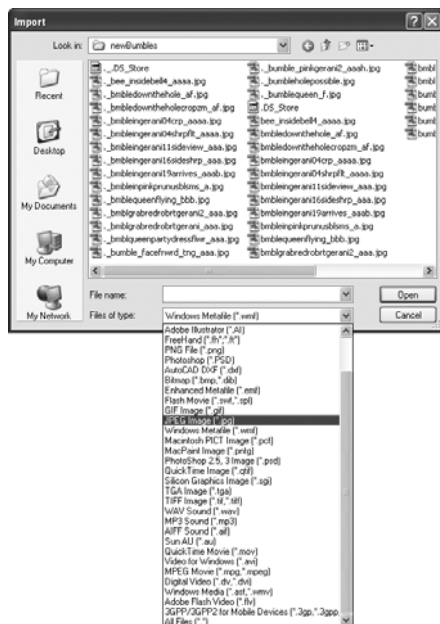 Import
Look in: newBumbles
Recent
Desktop
My Documents
My Computer
My Network
._.DS_Store
._bee_insidebell4_aaaa.jpg
._bmbledownthehole_af.jpg
._bmbledowntheholecropzm_af.jpg
._bmbleingerani04crp_aaa.jpg
._bmbleingerani04shrpflt_aaaa.jpg
._bmbleingerani11sideview_aaa.jpg
._bmbleingerani16sideshrp_aaa.jpg
._bmbleingerani19arrives_aaab.jpg
._bmbleinpinkprunusblsms_a.jpg
._bmblequeenflying_bbb.jpg
._bmblgrabredrobrtgerani2_aaa.jpg
._bmblqueenpartydressflwr_aaa.jpg
._bumble_facefrwrd_tng_aaa.jpg
._bumble_pinkgerani2_aaah.jpg
._bumbleholepossible.jpg
._bumblequeen_f.jpg
.DS_Store
bee_insidebell4_aaaa.jpg
bmbledownthehole_af.jpg
bmbledowntheholecropzm_af.jpg
bmbleingerani04crp_aaaa.jpg
bmbleingerani04shrpflt_aaaa.jpg
bmbleingerani11sideview_aaa.jpg
bmbleingerani16sideshrp_aaa.jpg
bmbleingerani19arrives_aaab.jpg
bmbleinpinkprunusblsms_a.jpg
bmblequeenflying_bbb.jpg
bmblgrabredrobrtgerani2_aaa.jpg
File name:
Open
Files of type: Windows Metafile (*.wmf)
Cancel
Adobe Illustrator (*.AI)
FreeHand (*.fh*;*.ft*)
PNG File (*.png)
Photoshop (*.PSD)
AutoCAD DXF (*.dxf)
Bitmap (*.bmp,*.dib)
Enhanced Metafile (*.emf)
Flash Movie (*.swf,*.spl)
GIF Image (*.gif)
JPEG Image (*.jpg)
Windows Metafile (*.wmf)
Macintosh PICT Image (*.pct)
MacPaint Image (*.pntg)
PhotoShop 2.5, 3 Image (*.psd)
QuickTime Image (*.qtif)
Silicon Graphics Image (*.sgi)
TGA Image (*.tga)
TIFF Image (*.tif,*.tiff)
WAV Sound (*.wav)
MP3 Sound (*.mp3)
AIFF Sound (*.aif)
Sun AU (*.au)
QuickTime Movie (*.mov)
Video for Windows (*.avi)
MPEG Movie (*.mpg,*.mpeg)
Digital Video (*.dv,*.dvi)
Windows Media (*.asf,*.wmv)
Adobe Flash Video (*.flv)
3GPP/3GPP2 for Mobile Devices (*.3gp,*.3gpp,
All Files (*.*)